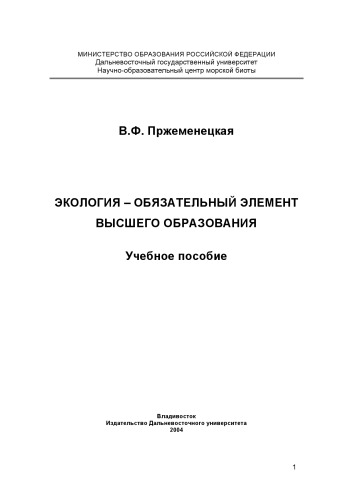 МИНИСТЕРСТВО ОБРАЗОВАНИЯ РОССИЙСКОЙ ФЕДЕРАЦИИ
Дальневосточный государственный университет
Научно-образовательный центр морской биоты
В.Ф. Пржеменецкая
ЭКОЛОГИЯ – ОБЯЗАТЕЛЬНЫЙ ЭЛЕМЕНТ
ВЫСШЕГО ОБРАЗОВАНИЯ
Учебное пособие
Владивосток
Издательство Дальневосточного университета
2004
1